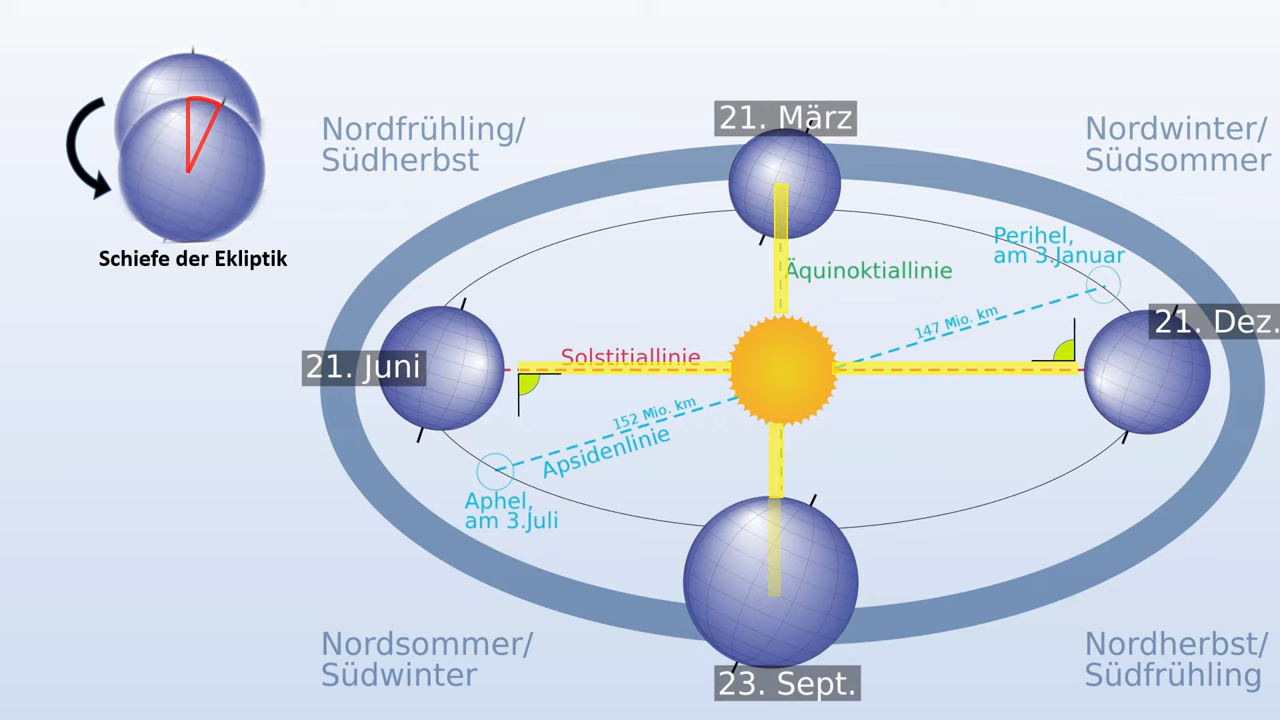 21. März
Nordfrühling/
Südherbst
Nordwinter/
Südsommer
Schiefe der Ekliptik
Perihel,
am 3.Januar
Äquinoktiallinie
147 Mio. km
21. Dez.
21. Juni
Solstitiallinie
152 Mio. km
Apsidenlinie
Aphel,
am 3.Juli
Nordsommer/
Südwinter
Nordherbst/
Südfrühling
23. Sept.